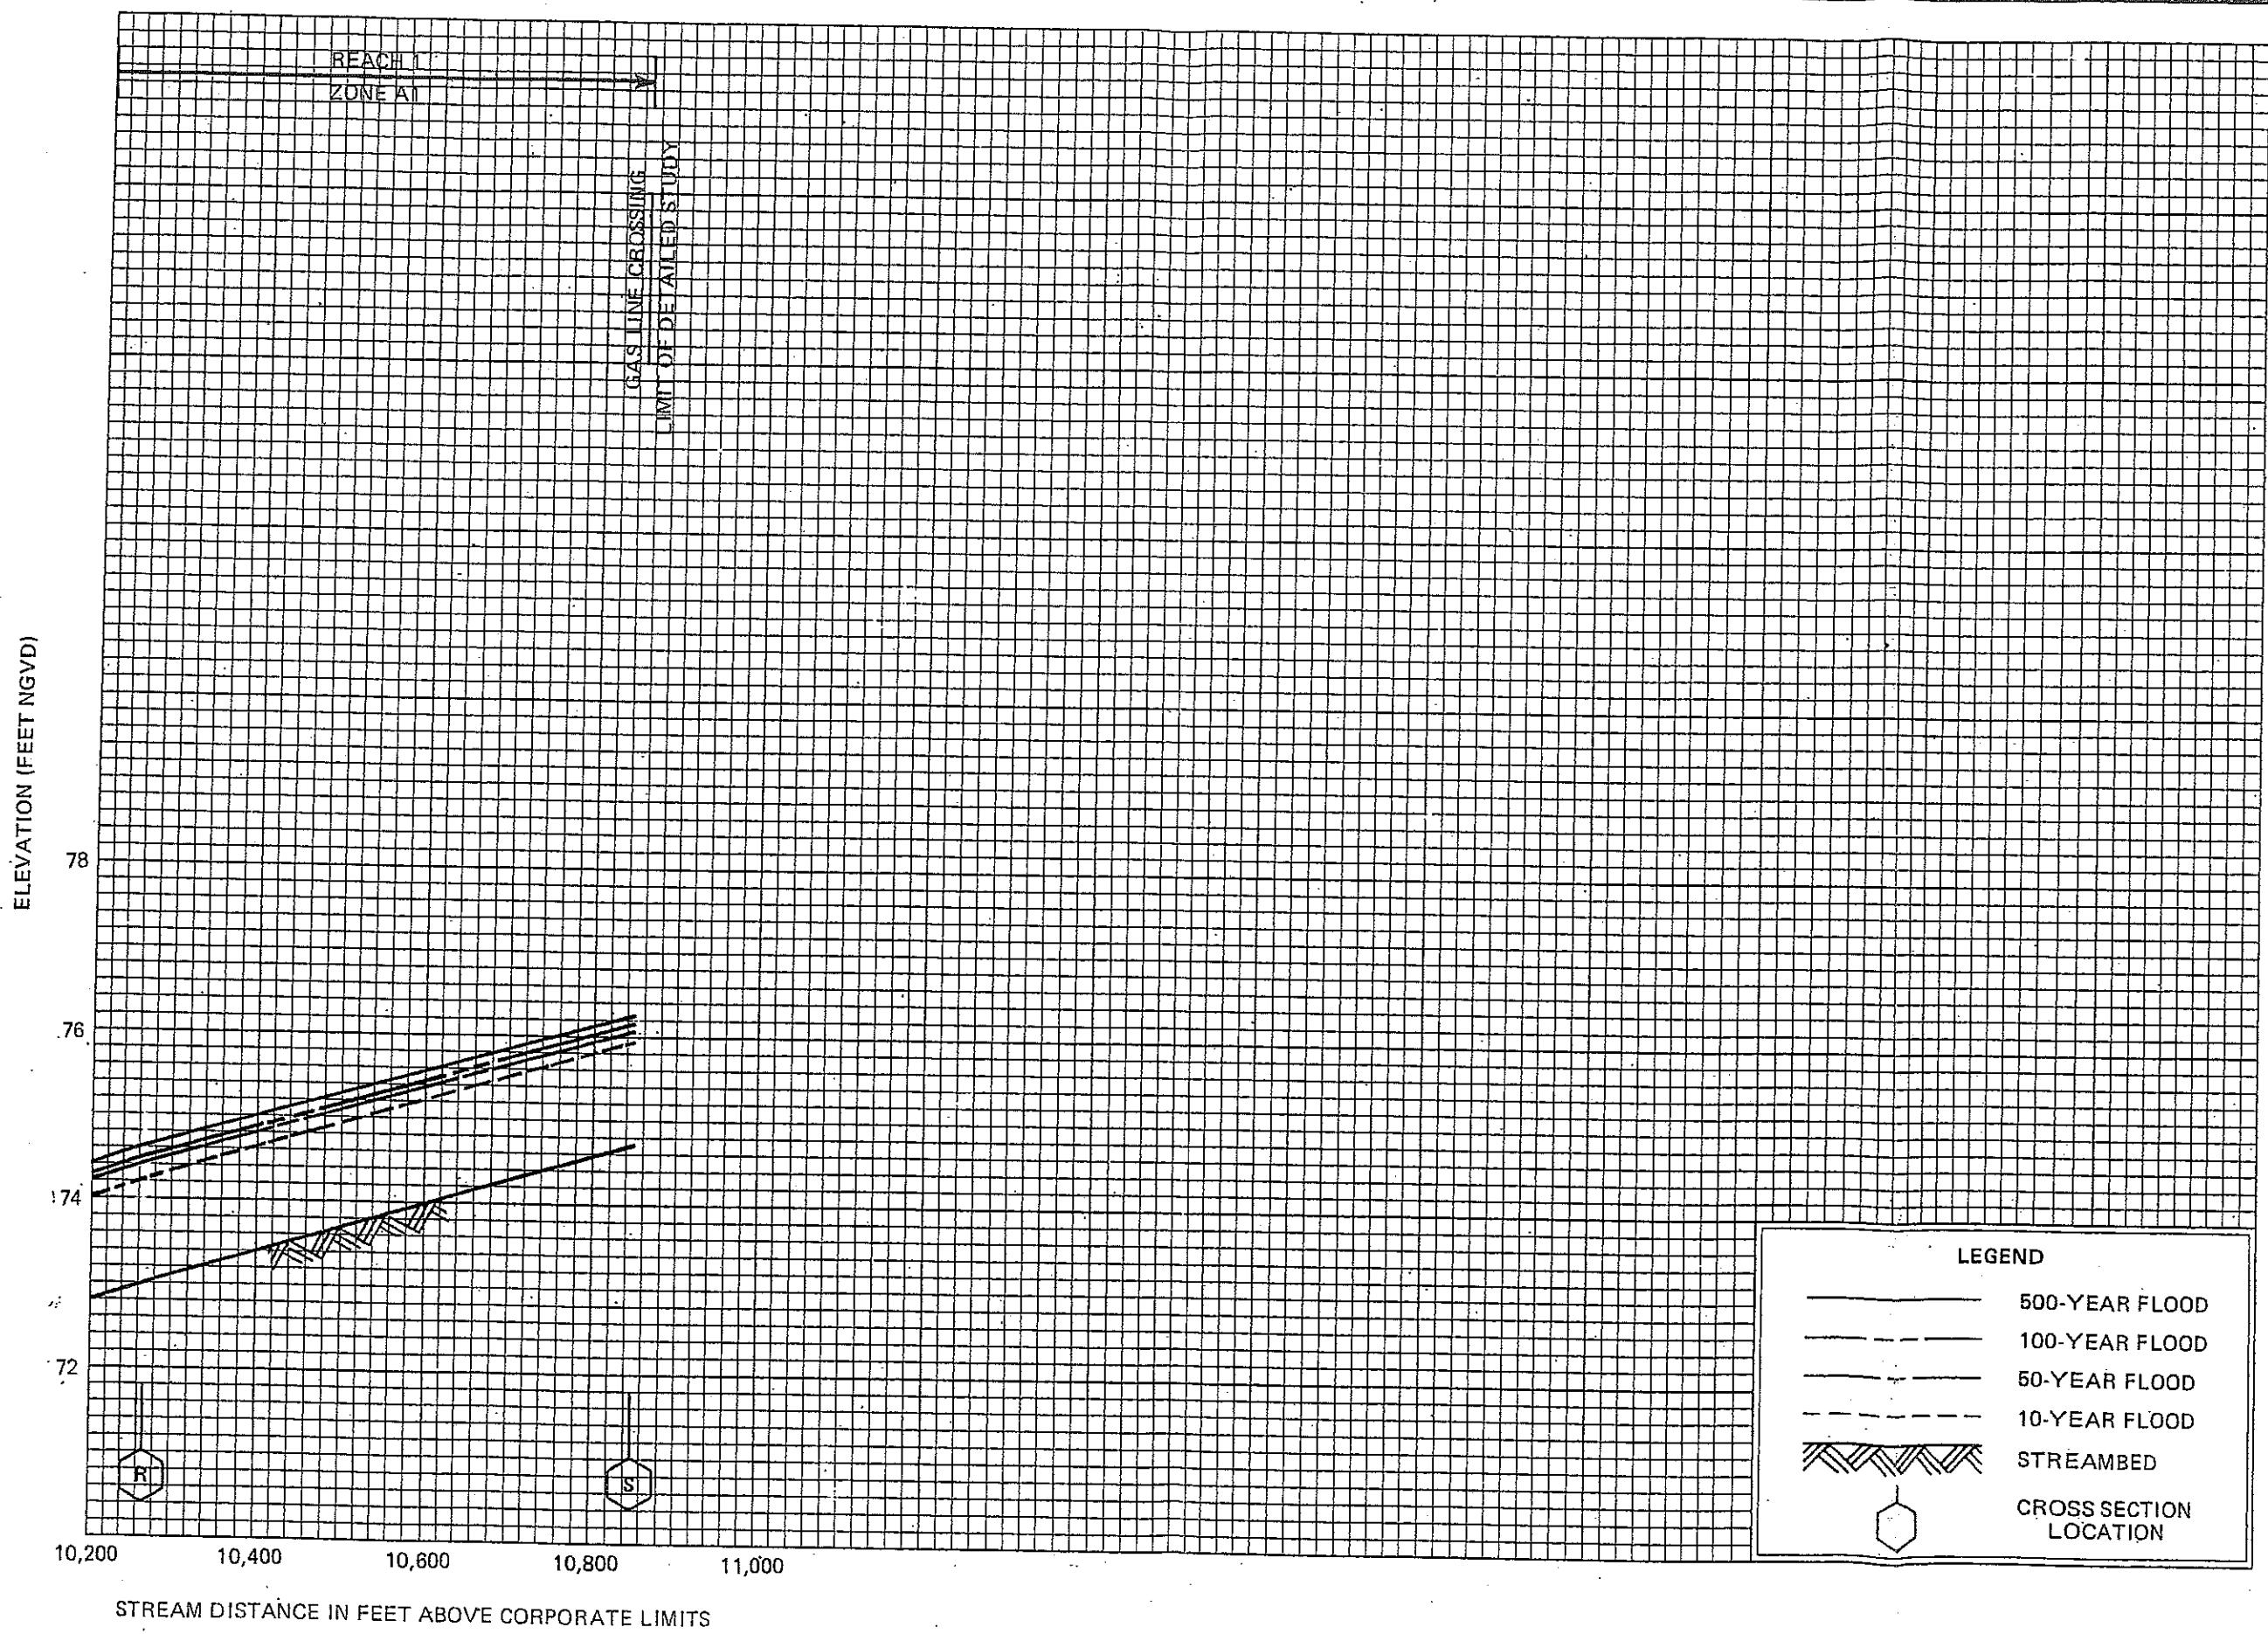 REACH 1
ZONE A1
GAS LINE CROSSING
LIMIT OF DE AILED STUDY
ELEVATION (FEET NGVD)
78
76
74
72
R
S
10,200
10,400
10,600
10,800
11,000
STREAM DISTANCE IN FEET ABOVE CORPORATE LIMITS
LEGEND
500-YEAR FLOOD
100-YEAR FLOOD
50-YEAR FLOOD
10-YEAR FLOOD
STREAMBED
CROSS SECTION
LOCATION